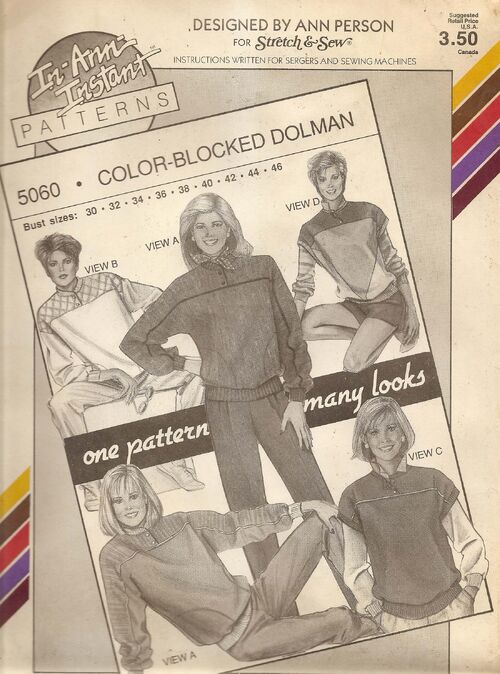 DESIGNED BY ANN PERSON
FOR Stretch & Sew®
INSTRUCTIONS WRITTEN FOR SERGERS AND SEWING MACHINES
Suggested
Retail Price
U.S.A.
3.50
Canada
In-Ann-
Instant™
PATTERNS
5060 • COLOR-BLOCKED DOLMAN
Bust sizes: 30 • 32 • 34 • 36 • 38 • 40 • 42 • 44 • 46
VIEW B
VIEW A
VIEW D
one pattern
many looks
VIEW C
VIEW A